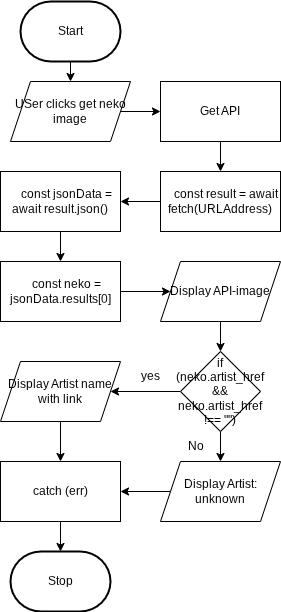 Start
USer clicks get neko
image
Get API
const result = await
fetch(URLAddress)
const jsonData =
await result.json()
const neko =
jsonData.results[0]
Display API-image
if
(neko.artist_href
&&
neko.artist_href
!== "")
yes
Display Artist name
with link
No
Display Artist:
unknown
catch (err)
Stop